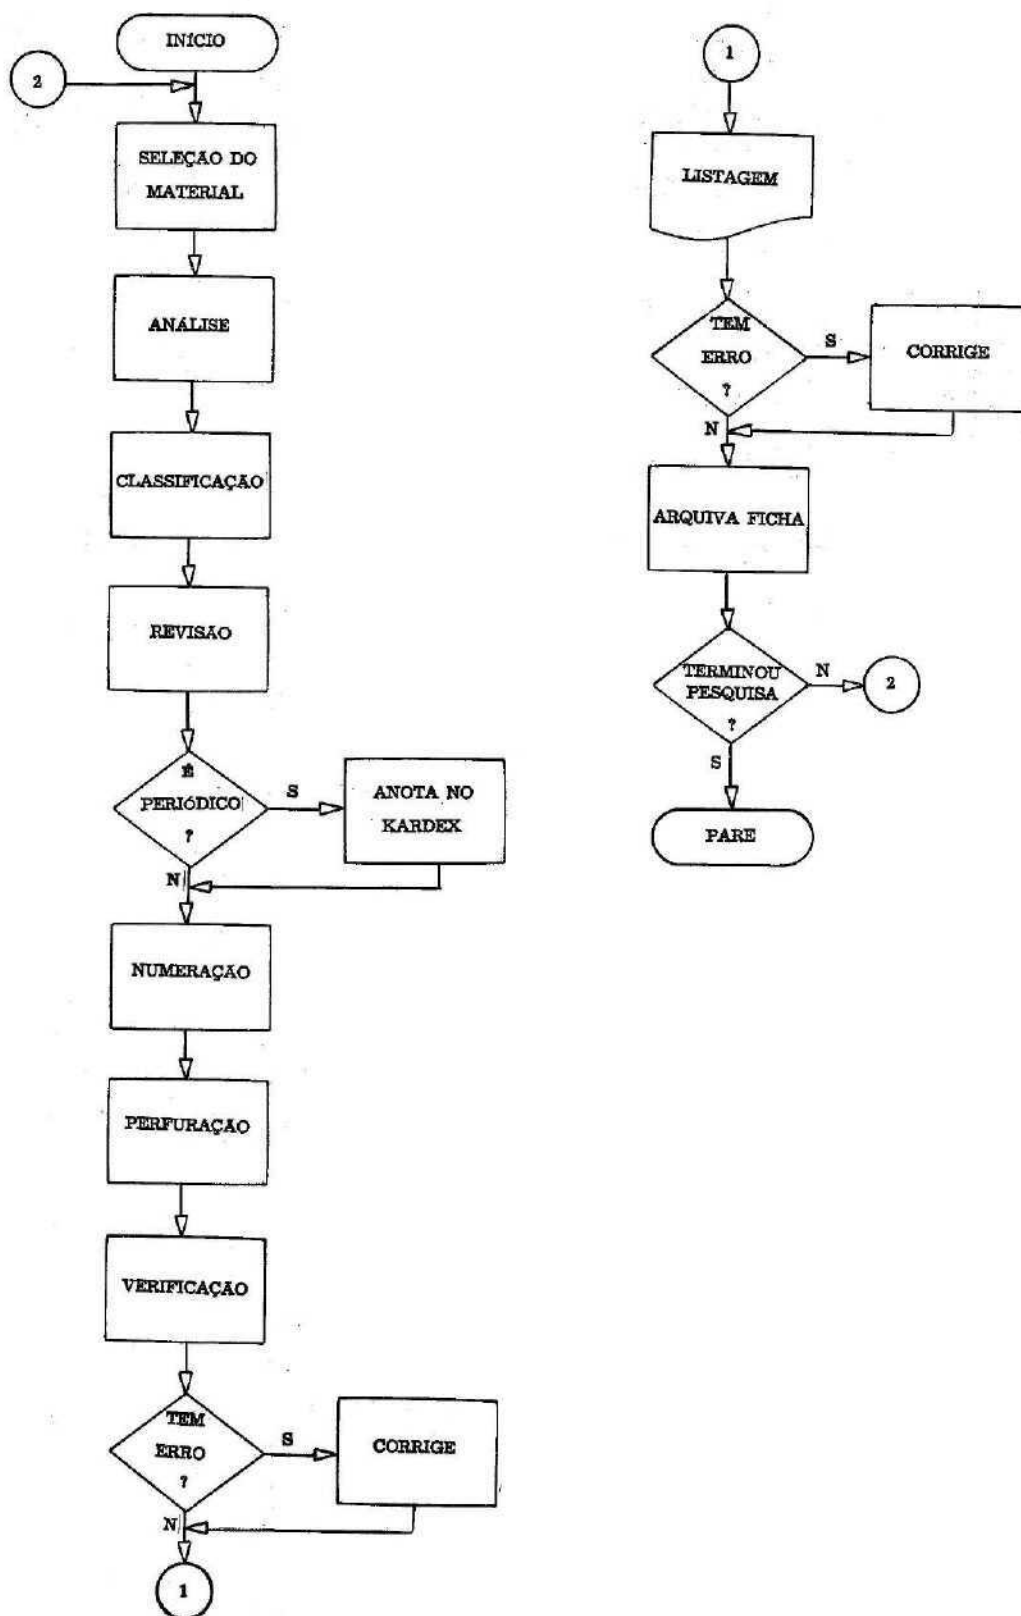 INÍCIO
2
SELEÇÃO DO
MATERIAL
ANÁLISE
CLASSIFICAÇÃO
REVISÃO
É
PERIÓDICO
?
S
ANOTA NO
KARDEX
N
NUMERAÇÃO
PERFURAÇÃO
VERIFICAÇÃO
TEM
ERRO
?
S
CORRIGE
N
1
1
LISTAGEM
TEM
ERRO
?
S
CORRIGE
N
ARQUIVA FICHA
TERMINOU
PESQUISA
?
N
2
S
PARE